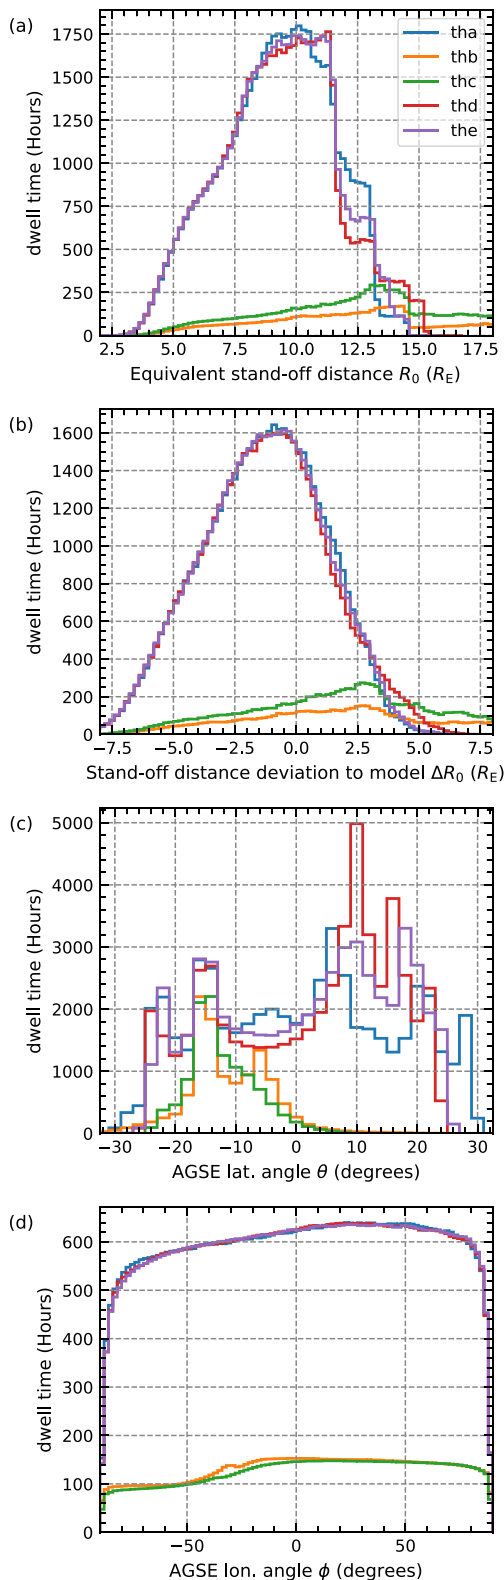 (a)
1750
1500
1250
1000
750
500
250
0
dwell time (Hours)
tha
thb
thc
thd
the
2.5 5.0 7.5 10.0 12.5 15.0 17.5
Equivalent stand-off distance R₀ (R_E)
(b)
1600
1400
1200
1000
800
600
400
200
0
dwell time (Hours)
−7.5 −5.0 −2.5 0.0 2.5 5.0 7.5
Stand-off distance deviation to model ΔR₀ (R_E)
(c)
5000
4000
3000
2000
1000
0
dwell time (Hours)
−30 −20 −10 0 10 20 30
AGSE lat. angle θ (degrees)
(d)
600
500
400
300
200
100
0
dwell time (Hours)
−50 0 50
AGSE lon. angle ϕ (degrees)